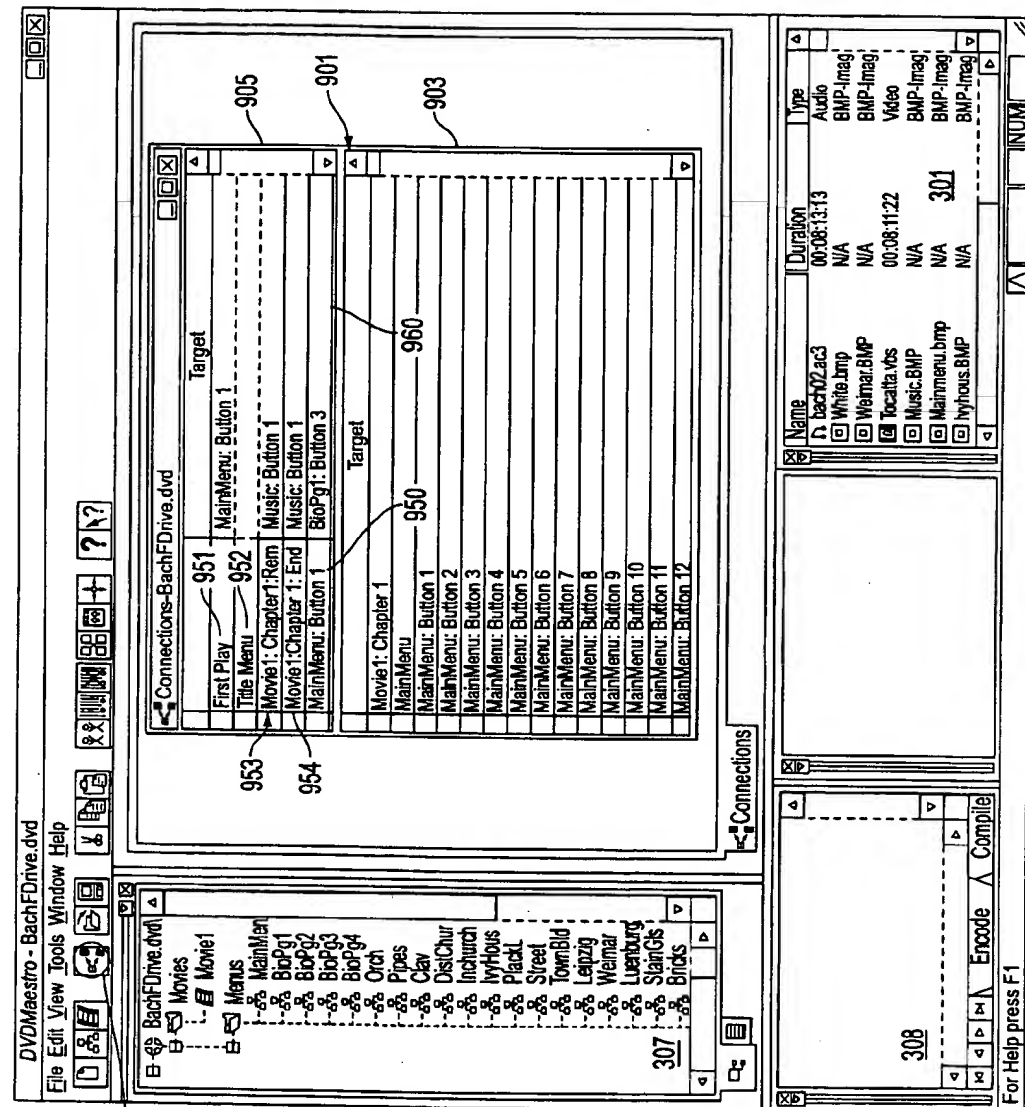 DVDMaestro - BachFDrive.dvd
File Edit View Tools Window Help
?
?
BachFDrive.dvd\
Movies
Movie1
Menus
MainMen
BioPg1
BioPg2
BioPg3
BioPg4
Orch
Pipes
Clav
DistChur
Inchurch
IvyHous
PlackL
Street
TownBld
Leipzig
Weimar
Luenburg
StainGls
Bricks
307
Connections-BachFDrive.dvd
Target
First Play
MainMenu: Button 1
Title Menu
Movie1: Chapter1:Rem
Music: Button 1
Movie1:Chapter 1: End
Music: Button 1
MainMenu: Button 1
BioPg1: Button 3
951
952
953
954
950
960
905
901
903
Target
Movie1: Chapter 1
MainMenu
MainMenu: Button 1
MainMenu: Button 2
MainMenu: Button 3
MainMenu: Button 4
MainMenu: Button 5
MainMenu: Button 6
MainMenu: Button 7
MainMenu: Button 8
MainMenu: Button 9
MainMenu: Button 10
MainMenu: Button 11
MainMenu: Button 12
Connections
308
Encode Compile
Name Duration Type
bach02.ac3 00:08:13:13 Audio
White.bmp N/A BMP-Imag
Weimar.BMP N/A BMP-Imag
Tocatta.vbs 00:08:11:22 Video
Music.BMP N/A BMP-Imag
Mainmenu.bmp N/A BMP-Imag
Ivyhous.BMP N/A BMP-Imag
301
For Help press F1
NUM